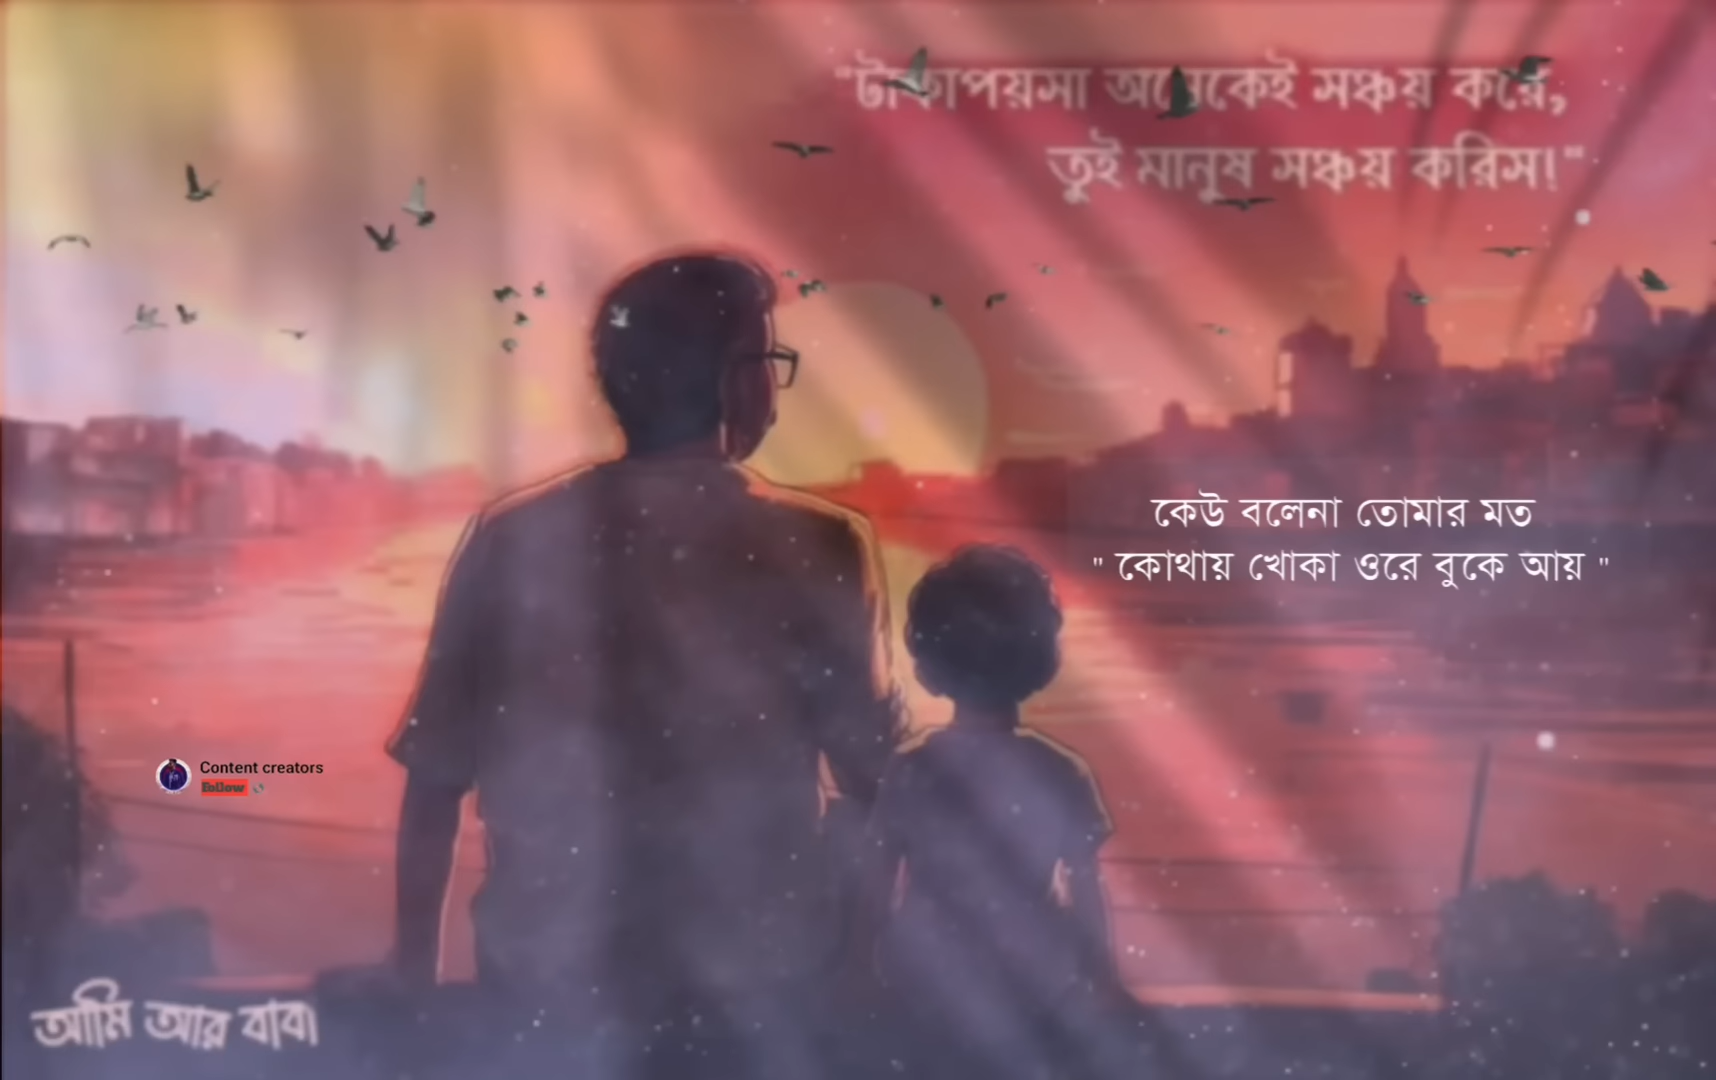 "টাকাপয়সা অনেকেই সঞ্চয় করে,
তুই মানুষ সঞ্চয় করিস।"
কেউ বলেনা তোমার মত
" কোথায় খোকা ওরে বুকে আয় "
Content creators
Follow
আমি আর বাবা